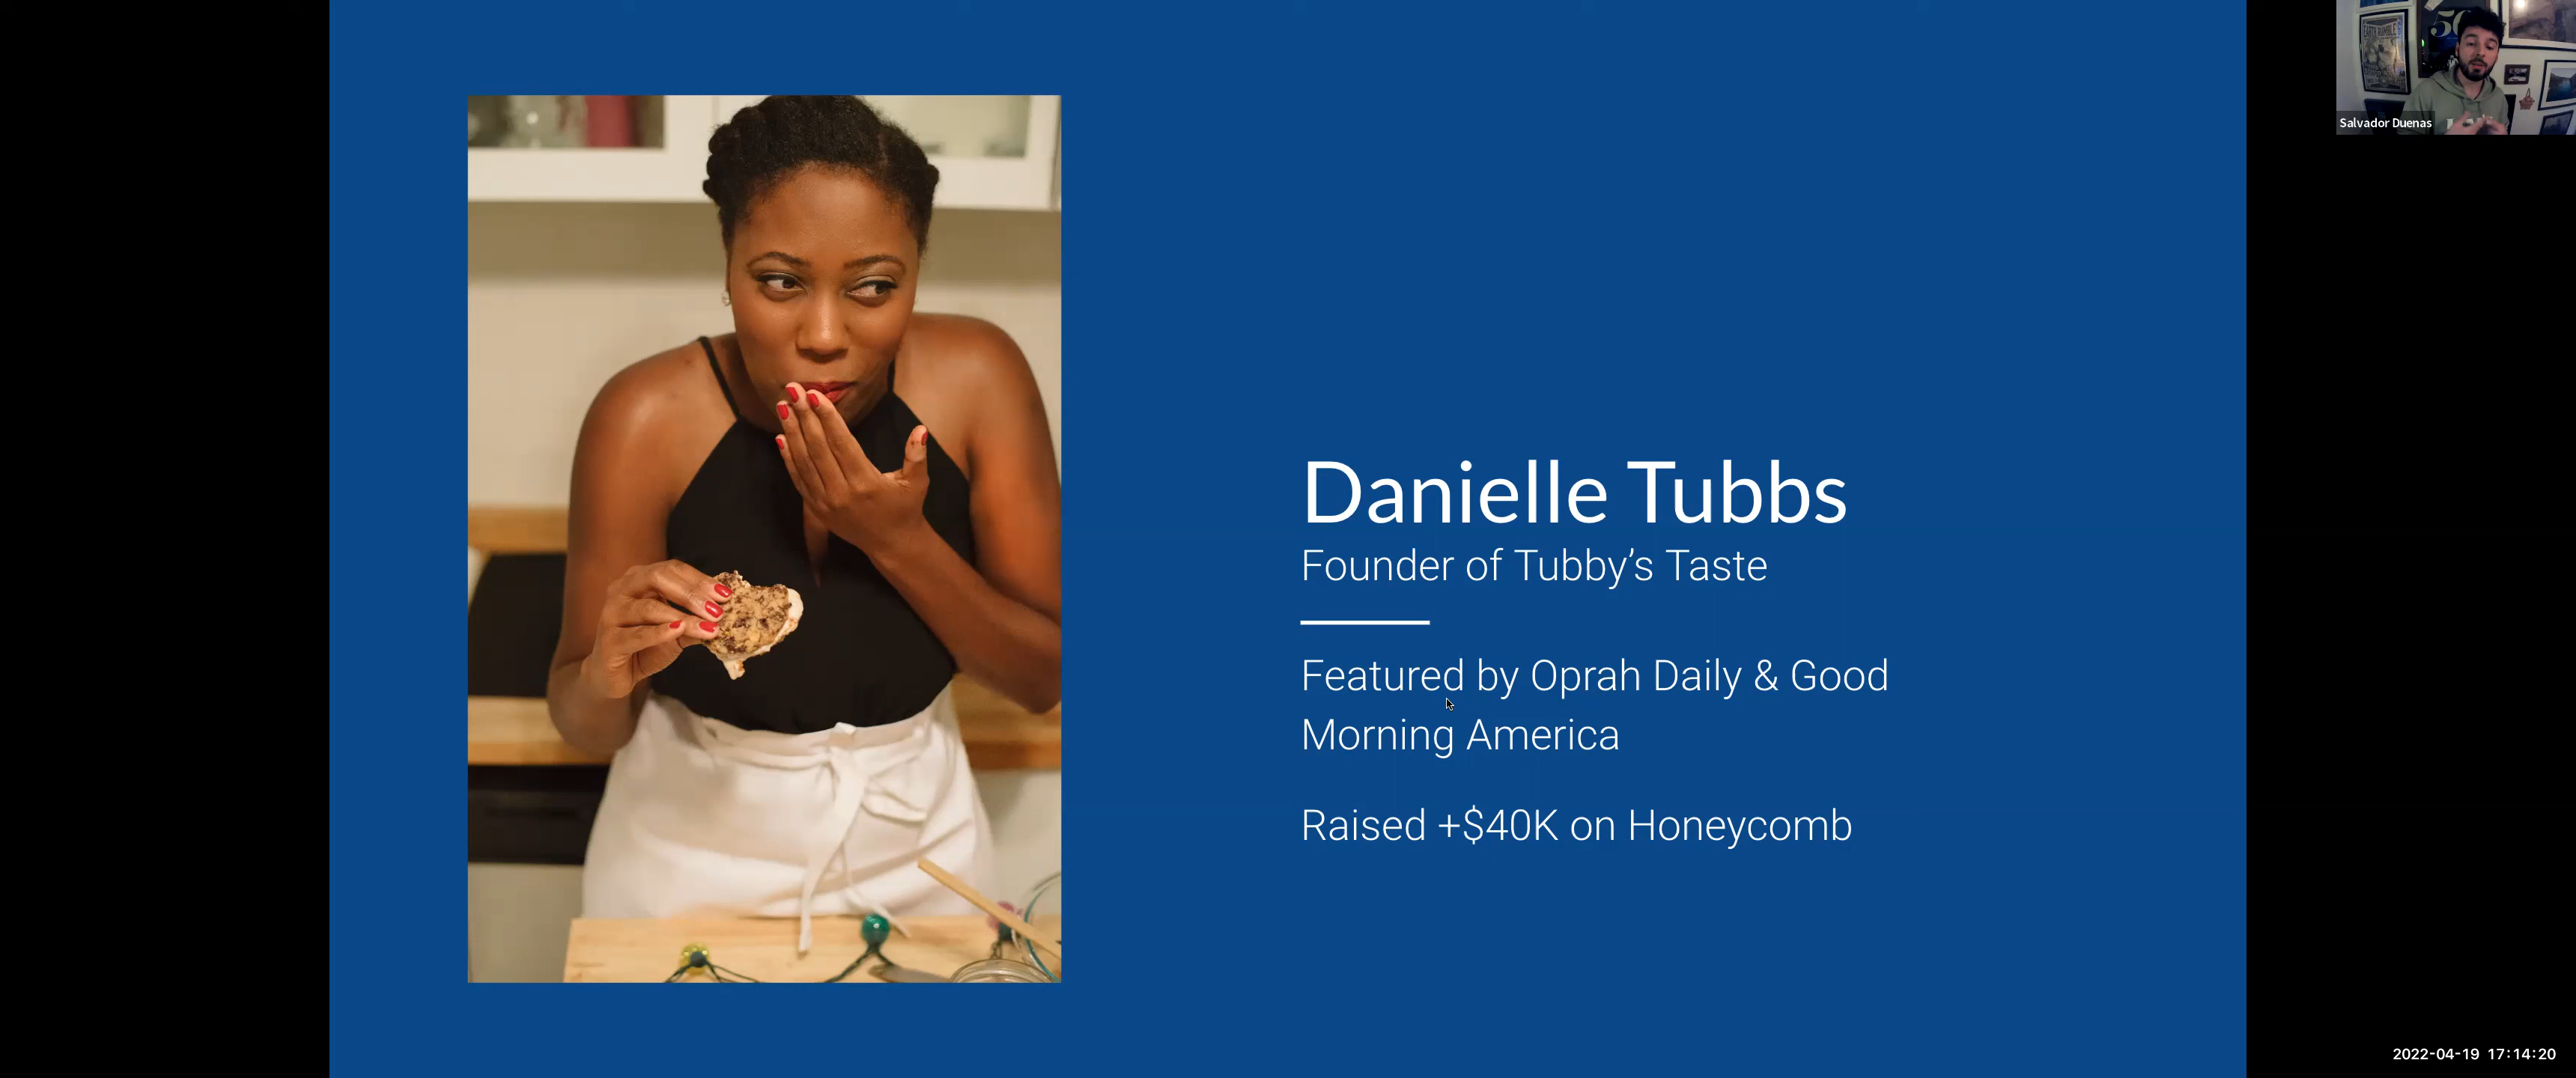 Danielle Tubbs
Founder of Tubby's Taste
Featured by Oprah Daily & Good
Morning America
Raised +$40K on Honeycomb
Salvador Duenas
2022-04-19 17:14:20